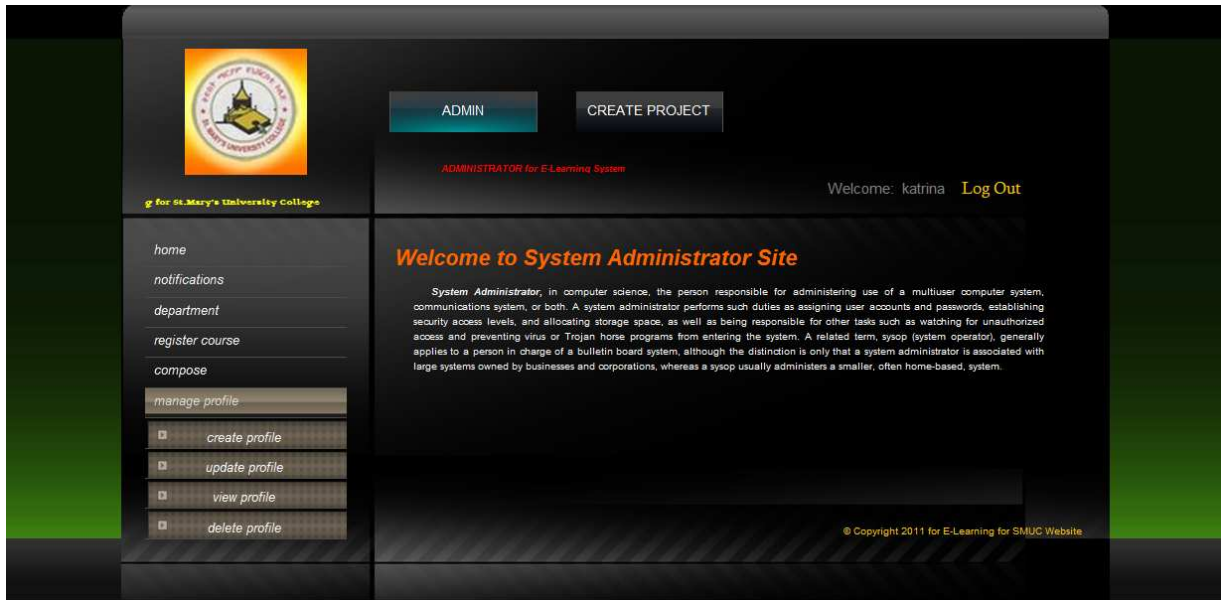 ST. MARY'S UNIVERSITY COLLEGE
ADMIN
CREATE PROJECT
ADMINISTRATOR for E-Learning System
Welcome: katrina Log Out
g for St.Mary's University College
home
notifications
department
register course
compose
manage profile
create profile
update profile
view profile
delete profile
Welcome to System Administrator Site
System Administrator, in computer science, the person responsible for administering use of a multiuser computer system,
communications system, or both. A system administrator performs such duties as assigning user accounts and passwords, establishing
security access levels, and allocating storage space, as well as being responsible for other tasks such as watching for unauthorized
access and preventing virus or Trojan horse programs from entering the system. A related term, sysop (system operator), generally
applies to a person in charge of a bulletin board system, although the distinction is only that a system administrator is associated with
large systems owned by businesses and corporations, whereas a sysop usually administers a smaller, often home-based, system.
© Copyright 2011 for E-Learning for SMUC Website